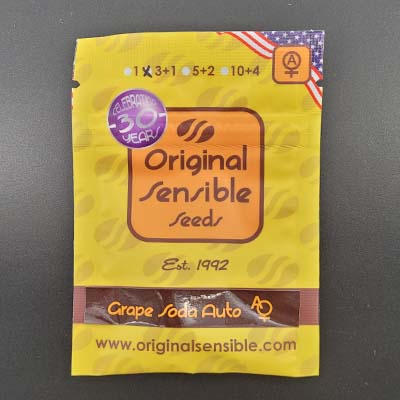 1 X 3+1 5+2 10+4
A
CELEBRATING
30
YEARS
Original
Sensible
Seeds
Est. 1992
Grape Soda Auto A
www.originalsensible.com